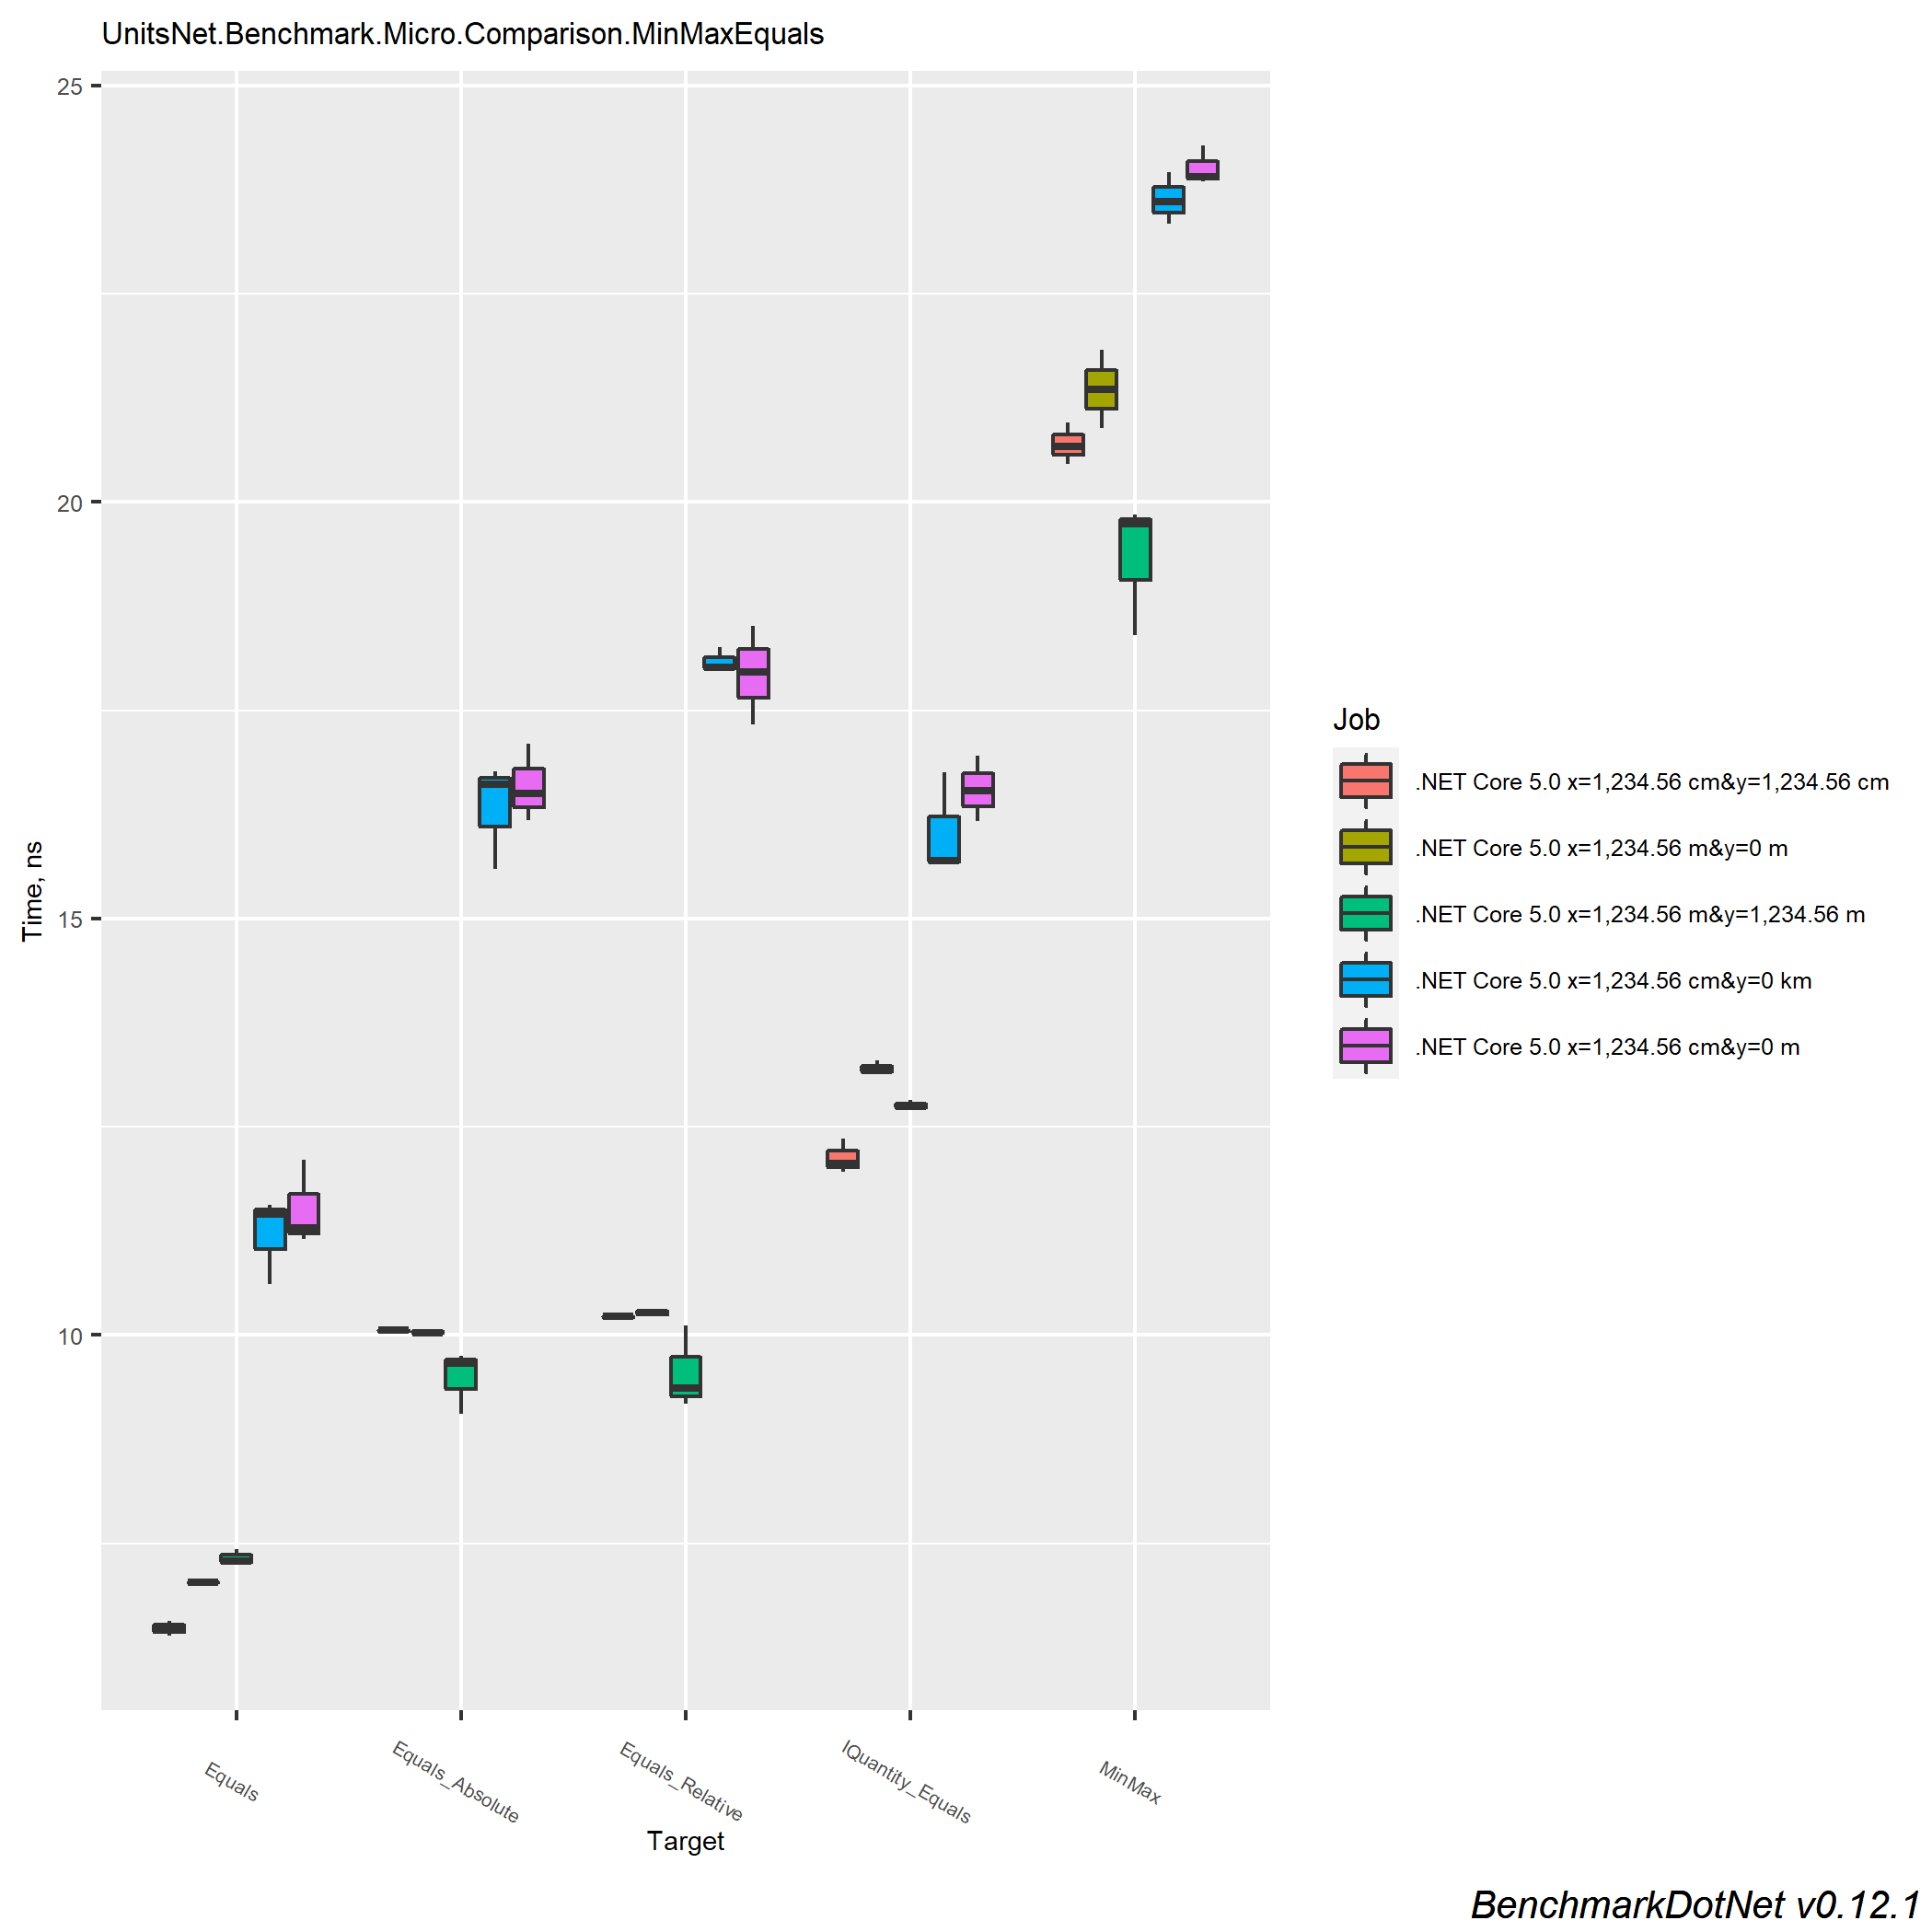 UnitsNet.Benchmark.Micro.Comparison.MinMaxEquals
25
20
15
10
Time, ns
Equals
Equals_Absolute
Equals_Relative
IQuantity_Equals
MinMax
Target
Job
.NET Core 5.0 x=1,234.56 cm&y=1,234.56 cm
.NET Core 5.0 x=1,234.56 m&y=0 m
.NET Core 5.0 x=1,234.56 m&y=1,234.56 m
.NET Core 5.0 x=1,234.56 cm&y=0 km
.NET Core 5.0 x=1,234.56 cm&y=0 m
BenchmarkDotNet v0.12.1